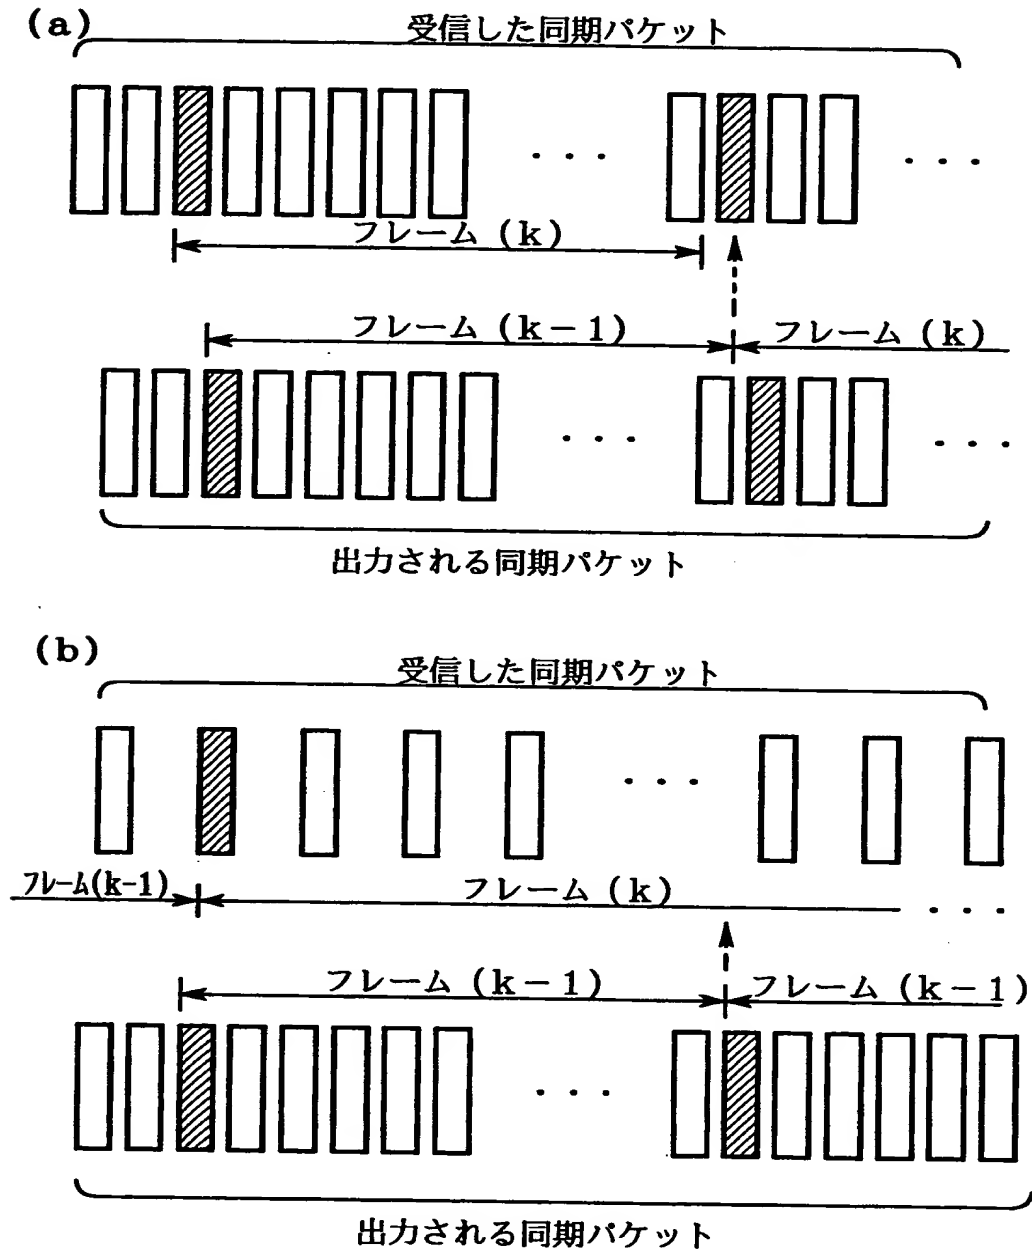 (a)
受信した同期パケット
. . .
. . .
フレーム (k)
フレーム (k-1)
フレーム (k)
. . .
. . .
出力される同期パケット
(b)
受信した同期パケット
. . .
フレーム(k-1)
フレーム (k)
. . .
フレーム (k-1)
フレーム (k-1)
. . .
出力される同期パケット